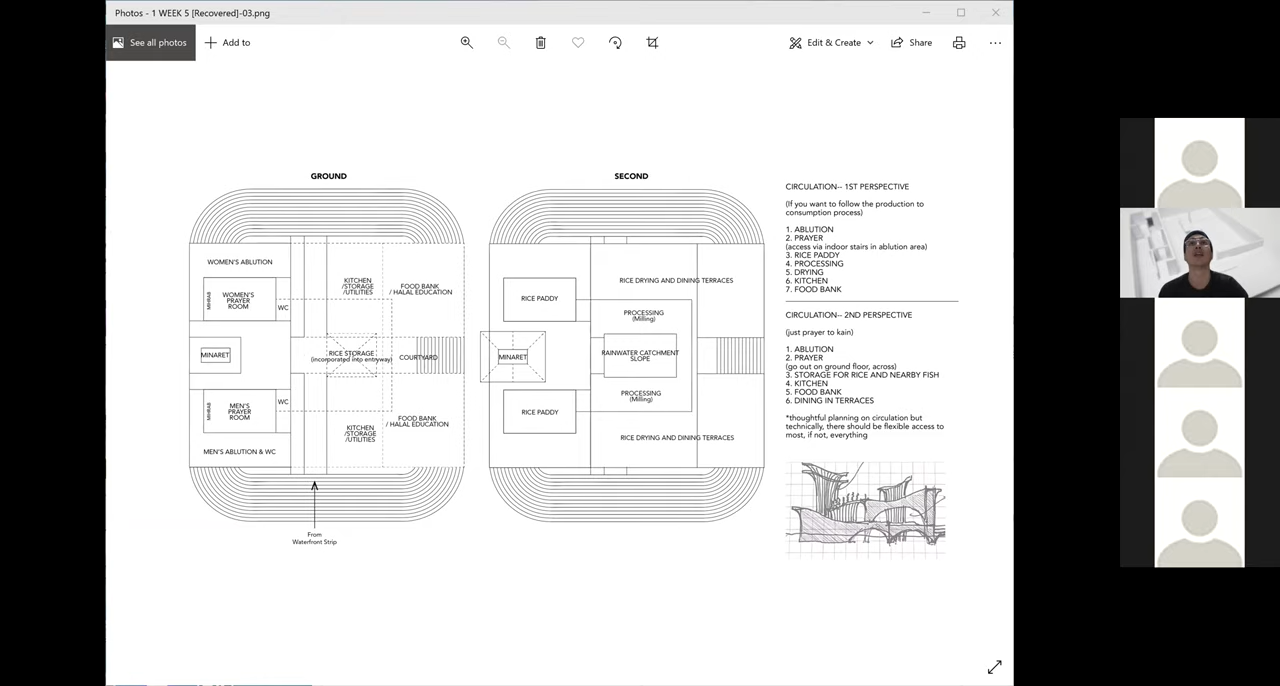 Photos - 1 WEEK 5 [Recovered]-03.png
See all photos
Add to
Edit & Create
Share
GROUND
WOMEN'S ABLUTION
MIHRAB
WOMEN'S
PRAYER
ROOM
WC
KITCHEN
/STORAGE
/UTILITIES
FOOD BANK
/ HALAL EDUCATION
MINARET
RICE STORAGE
(incorporated into entryway)
COURTYARD
MIHRAB
MEN'S
PRAYER
ROOM
WC
KITCHEN
/STORAGE
/UTILITIES
FOOD BANK
/ HALAL EDUCATION
MEN'S ABLUTION & WC
From
Waterfront Strip
SECOND
RICE PADDY
RICE DRYING AND DINING TERRACES
PROCESSING
(Milling)
MINARET
RAINWATER CATCHMENT
SLOPE
PROCESSING
(Milling)
RICE PADDY
RICE DRYING AND DINING TERRACES
CIRCULATION-- 1ST PERSPECTIVE
(If you want to follow the production to
consumption process)
1. ABLUTION
2. PRAYER
(access via indoor stairs in ablution area)
3. RICE PADDY
4. PROCESSING
5. DRYING
6. KITCHEN
7. FOOD BANK
CIRCULATION-- 2ND PERSPECTIVE
(just prayer to kain)
1. ABLUTION
2. PRAYER
(go out on ground floor, across)
3. STORAGE FOR RICE AND NEARBY FISH
4. KITCHEN
5. FOOD BANK
6. DINING IN TERRACES
*thoughtful planning on circulation but
technically, there should be flexible access to
most, if not, everything